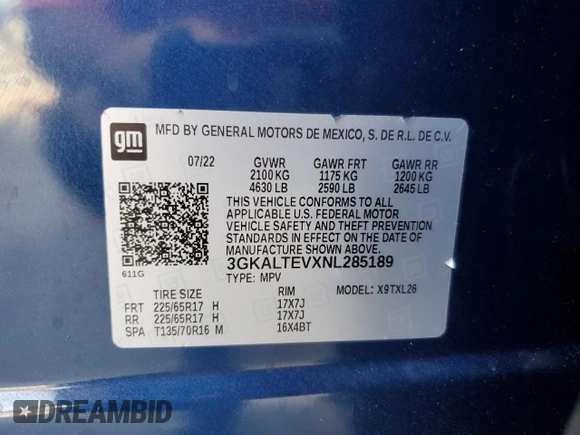 gm
MFD BY GENERAL MOTORS DE MEXICO, S. DE R.L. DE C.V.
07/22 GVWR GAWR FRT GAWR RR
2100 KG 1175 KG 1200 KG
4630 LB 2590 LB 2645 LB
THIS VEHICLE CONFORMS TO ALL
APPLICABLE U.S. FEDERAL MOTOR
VEHICLE SAFETY AND THEFT PREVENTION
STANDARDS IN EFFECT ON THE DATE OF
MANUFACTURE SHOWN ABOVE.
3GKALTEVXNL285189
611G
TYPE: MPV MODEL: X9TXL26
TIRE SIZE RIM
FRT 225/65R17 H 17X7J
RR 225/65R17 H 17X7J
SPA T135/70R16 M 16X4BT
DREAMBID